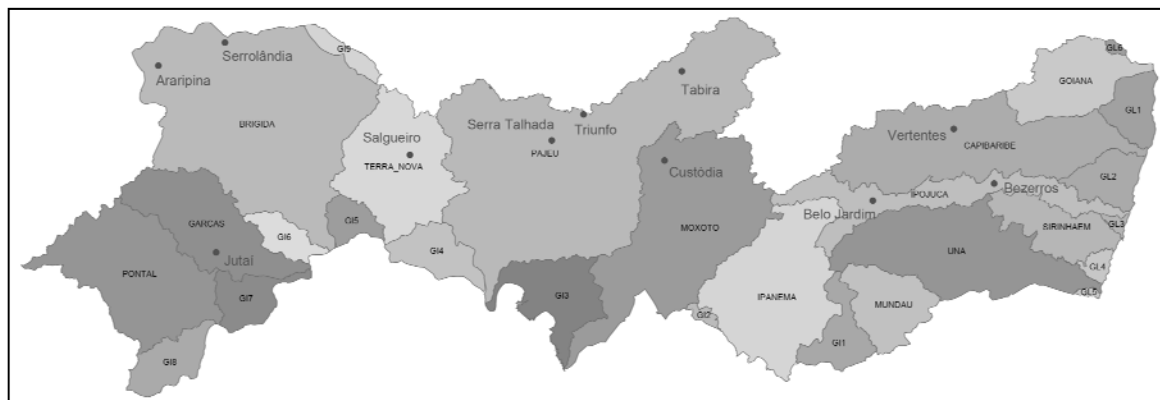 Serrolândia
GI9
GL6
GOIANA
Araripina
Tabira
GL1
BRIGIDA
Triunfo
Serra Talhada
Vertentes
Salgueiro
PAJEU
CAPIBARIBE
TERRA_NOVA
Custódia
GL2
Bezerros
IPOJUCA
Belo Jardim
GARCAS
GI5
GL3
SIRINHAEM
MOXOTO
GI6
Jutaí
GI4
UNA
GL4
PONTAL
IPANEMA
GI7
GI3
GL5
MUNDAU
GI2
GI1
GI8